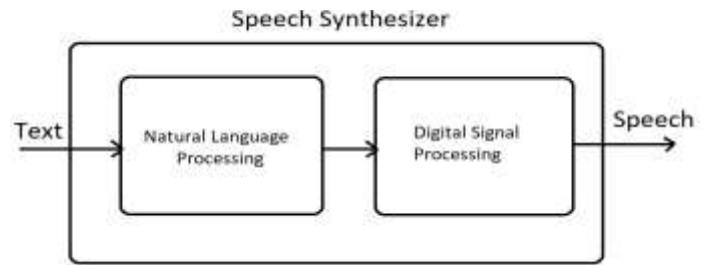 Speech Synthesizer
Text
Natural Language
Processing
Digital Signal
Processing
Speech